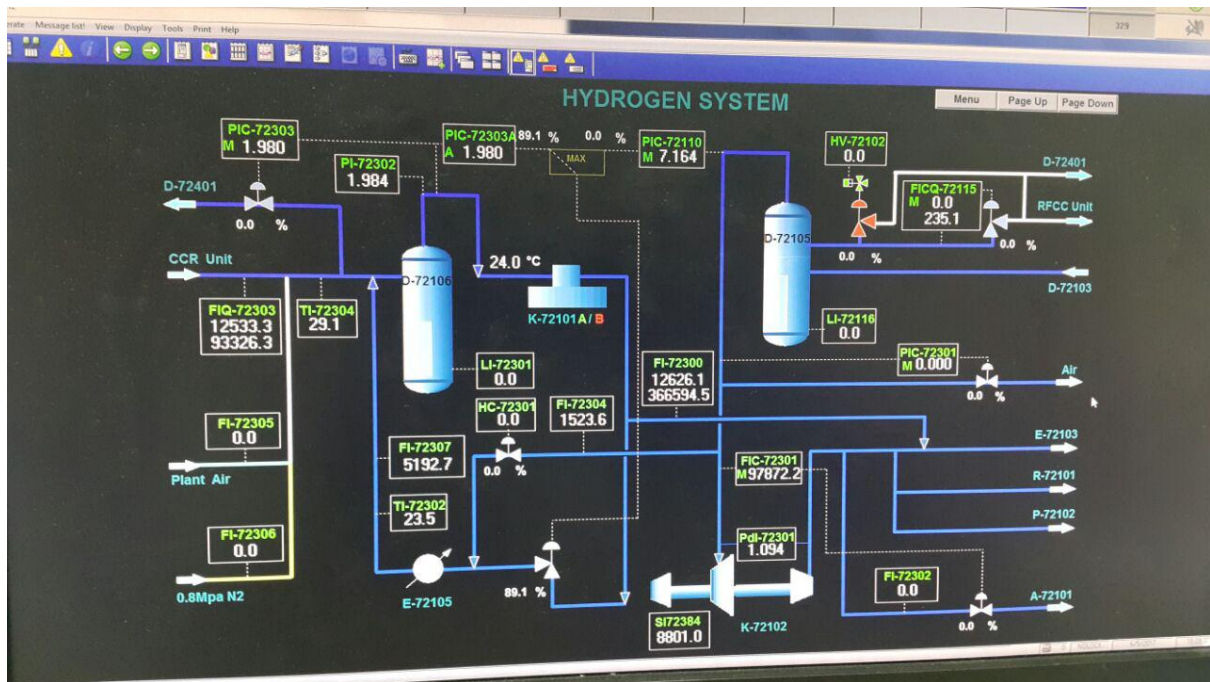 Message list! View Display Tools Print Help
329
HYDROGEN SYSTEM
Menu Page Up Page Down
PIC-72303
M 1.980
PI-72302
1.984
PIC-72303A
A 1.980
89.1 %
0.0 %
MAX
PIC-72110
M 7.164
HV-72102
0.0
FICQ-72115
M 0.0
235.1
D-72401
RFCC Unit
D-72401
0.0 %
D-72105
0.0 %
0.0 %
D-72103
CCR Unit
FIQ-72303
12533.3
93326.3
TI-72304
29.1
D-72106
24.0 °C
K-72101A/B
LI-72116
0.0
LI-72301
0.0
FI-72300
12626.1
366594.5
PIC-72301
M 0.000
0.0 %
Air
HC-72301
0.0
0.0 %
FI-72304
1523.6
FI-72305
0.0
Plant Air
FI-72307
5192.7
FIC-72301
M 97872.2
E-72103
R-72101
P-72102
TI-72302
23.5
FI-72306
0.0
0.8Mpa N2
E-72105
89.1 %
PdI-72301
1.094
SI72384
8801.0
K-72102
FI-72302
0.0
0.0 %
A-72101